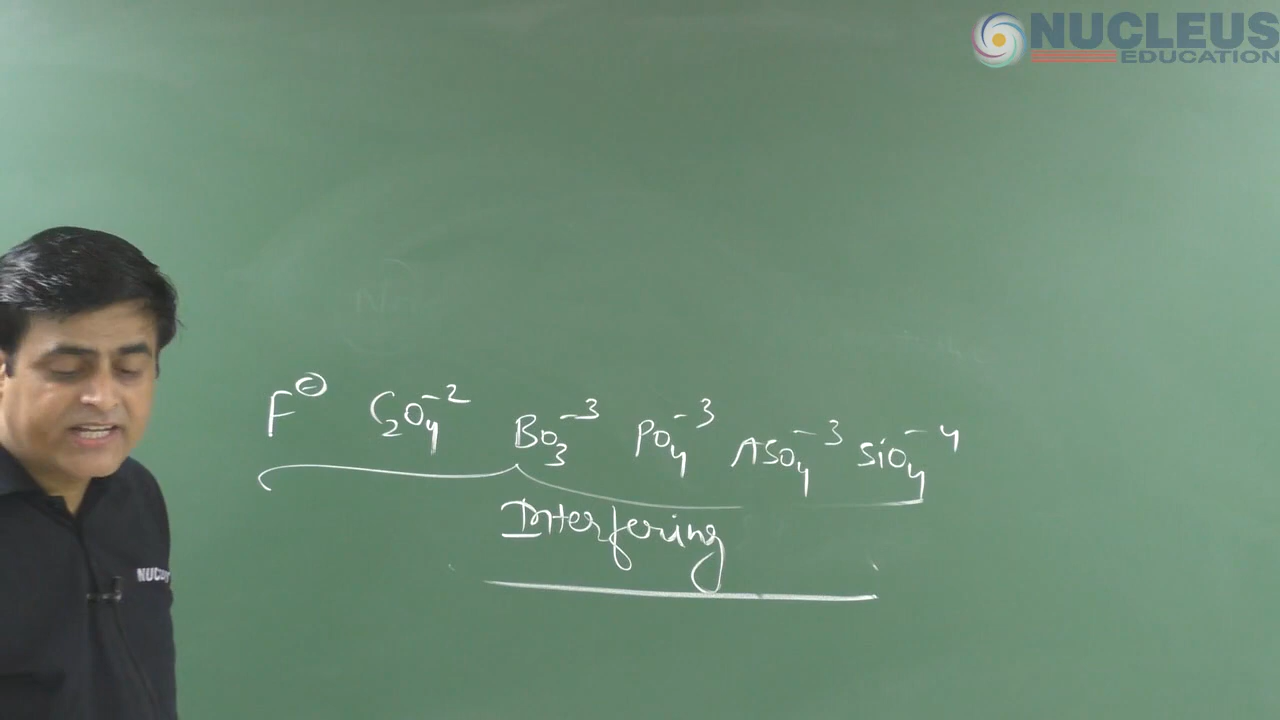 NUCLEUS
EDUCATION
F⊖ C₂O₄⁻² BO₃⁻³ PO₄⁻³ ASO₄⁻³ SiO₄⁻⁴
Interfering